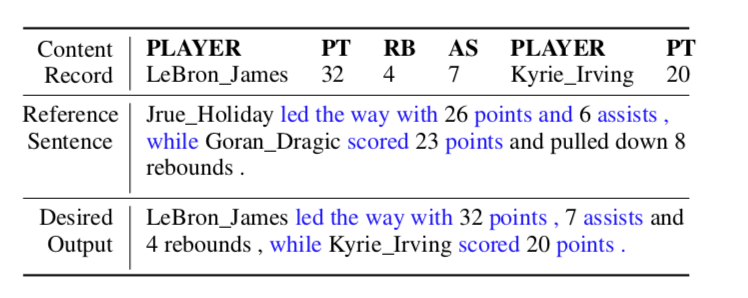 Content PLAYER PT RB AS PLAYER PT
Record LeBron_James 32 4 7 Kyrie_Irving 20
Reference Jrue_Holiday led the way with 26 points and 6 assists ,
Sentence while Goran_Dragic scored 23 points and pulled down 8
rebounds .
Desired LeBron_James led the way with 32 points , 7 assists and
Output 4 rebounds , while Kyrie_Irving scored 20 points .